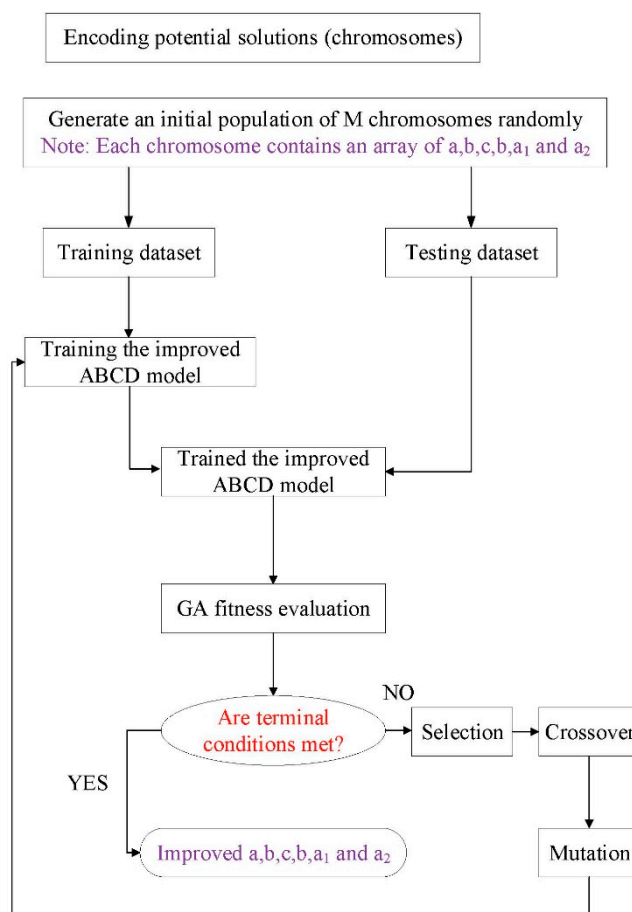 Encoding potential solutions (chromosomes)
Generate an initial population of M chromosomes randomly
Note: Each chromosome contains an array of a,b,c,b,a₁ and a₂
Training dataset
Testing dataset
Training the improved
ABCD model
Trained the improved
ABCD model
GA fitness evaluation
Are terminal
conditions met?
NO
Selection
Crossover
YES
Improved a,b,c,b,a₁ and a₂
Mutation